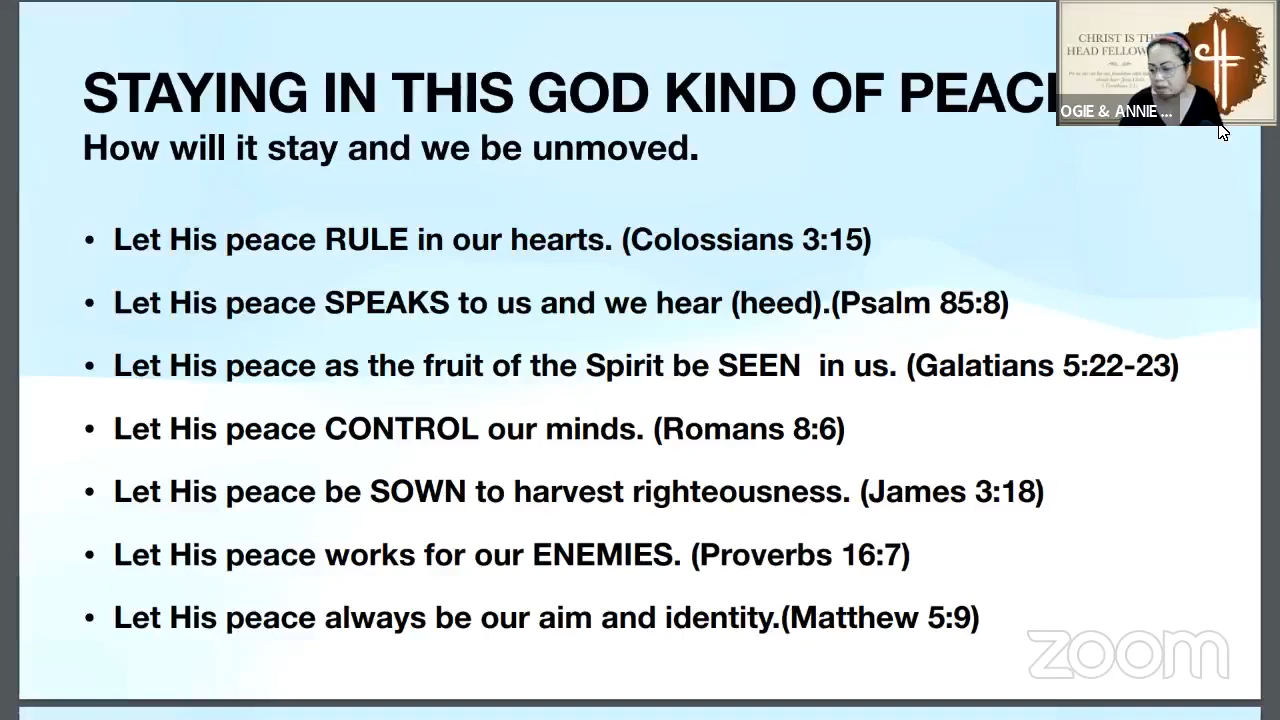 STAYING IN THIS GOD KIND OF PEAC
How will it stay and we be unmoved.
• Let His peace RULE in our hearts. (Colossians 3:15)
• Let His peace SPEAKS to us and we hear (heed).(Psalm 85:8)
• Let His peace as the fruit of the Spirit be SEEN in us. (Galatians 5:22-23)
• Let His peace CONTROL our minds. (Romans 8:6)
• Let His peace be SOWN to harvest righteousness. (James 3:18)
• Let His peace works for our ENEMIES. (Proverbs 16:7)
• Let His peace always be our aim and identity.(Matthew 5:9)
CHRIST IS TH
HEAD FELLOW
OGIE & ANNIE ...
zoom